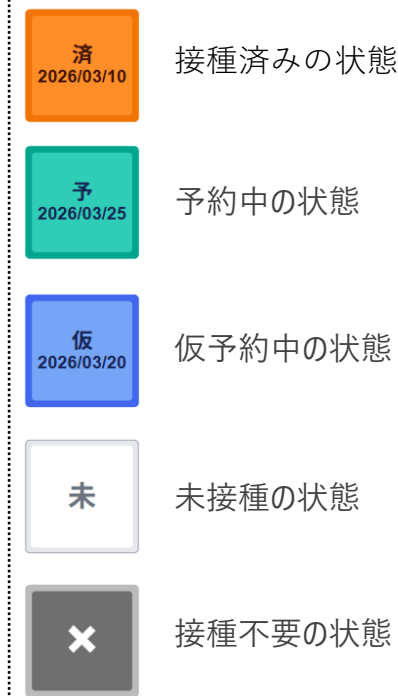 済
2026/03/10
接種済みの状態
予
2026/03/25
予約中の状態
仮
2026/03/20
仮予約中の状態
未
未接種の状態
×
接種不要の状態